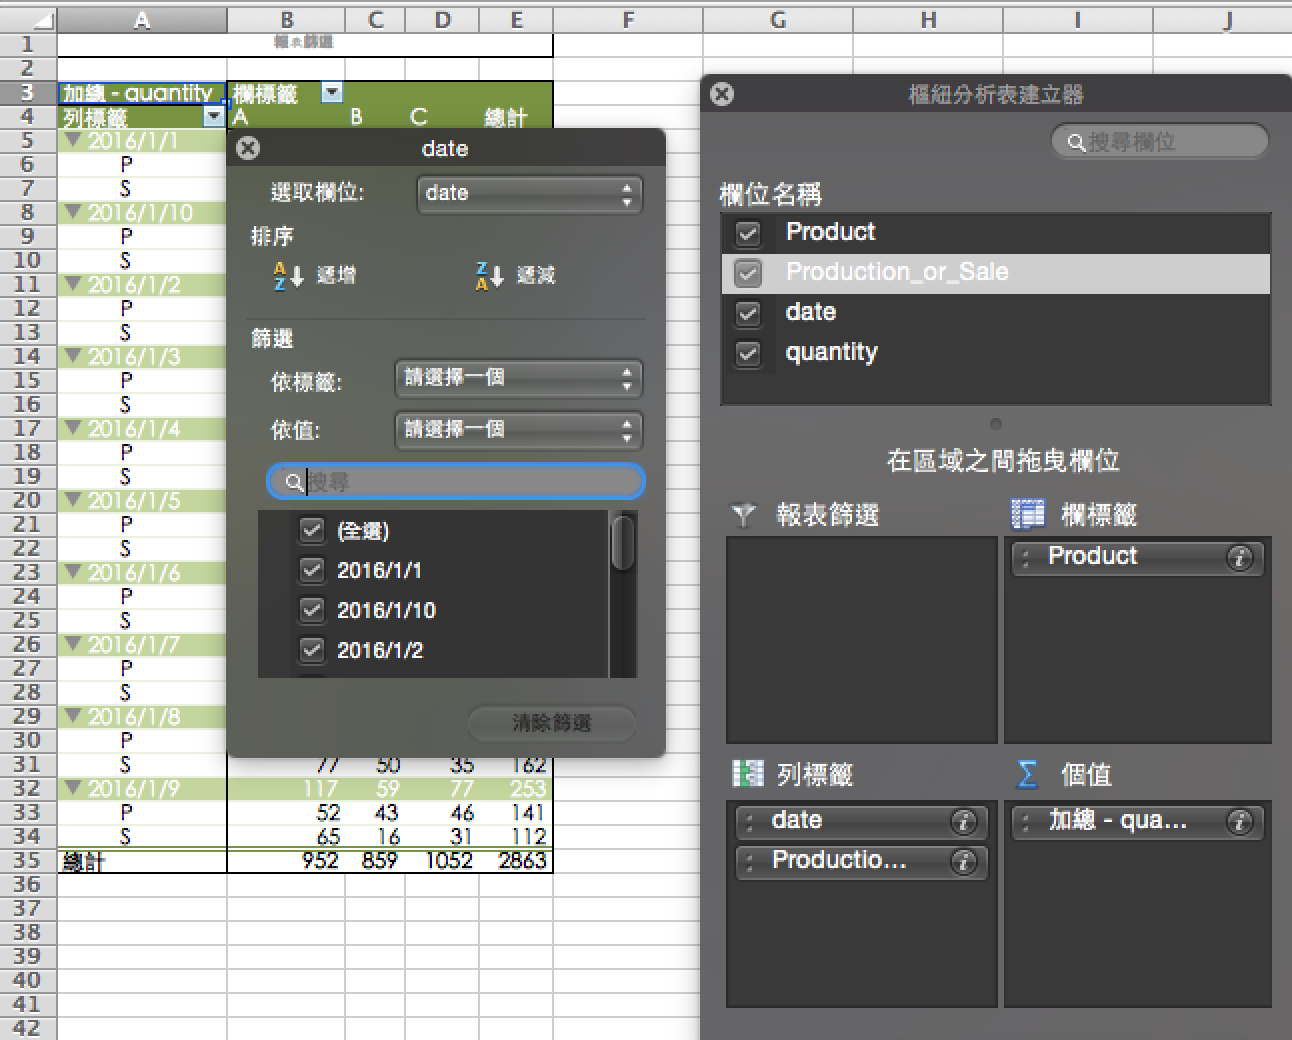 A B C D E F G H I J
1 報表篩選
2
3 加總 - quantity 欄標籤
4 列標籤 A B C 總計
5 2016/1/1
6 P
7 S
8 2016/1/10
9 P
10 S
11 2016/1/2
12 P
13 S
14 2016/1/3
15 P
16 S
17 2016/1/4
18 P
19 S
20 2016/1/5
21 P
22 S
23 2016/1/6
24 P
25 S
26 2016/1/7
27 P
28 S
29 2016/1/8
30 P
31 S 77 50 35 162
32 2016/1/9 117 59 77 253
33 P 52 43 46 141
34 S 65 16 31 112
35 總計 952 859 1052 2863
36
37
38
39
40
41
42
date
選取欄位: date
排序
A Z 遞增 Z A 遞減
篩選
依標籤: 請選擇一個
依值: 請選擇一個
搜尋
(全選)
2016/1/1
2016/1/10
2016/1/2
清除篩選
樞紐分析表建立器
搜尋欄位
欄位名稱
Product
Production_or_Sale
date
quantity
在區域之間拖曳欄位
報表篩選 欄標籤
Product
列標籤 個值
date 加總 - qua...
Productio...